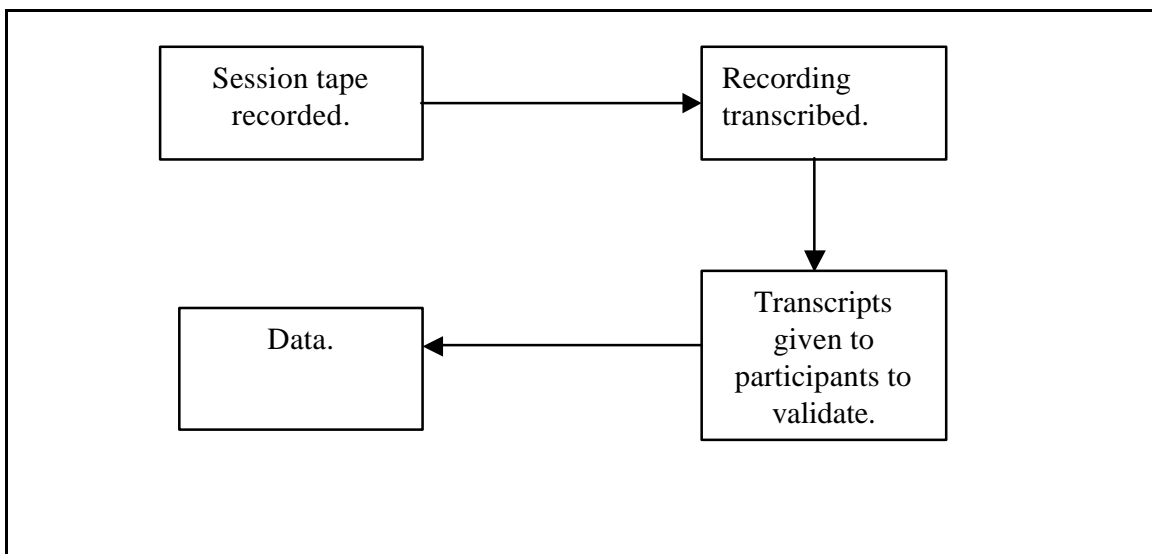 Session tape
recorded.
Recording
transcribed.
Transcripts
given to
participants to
validate.
Data.